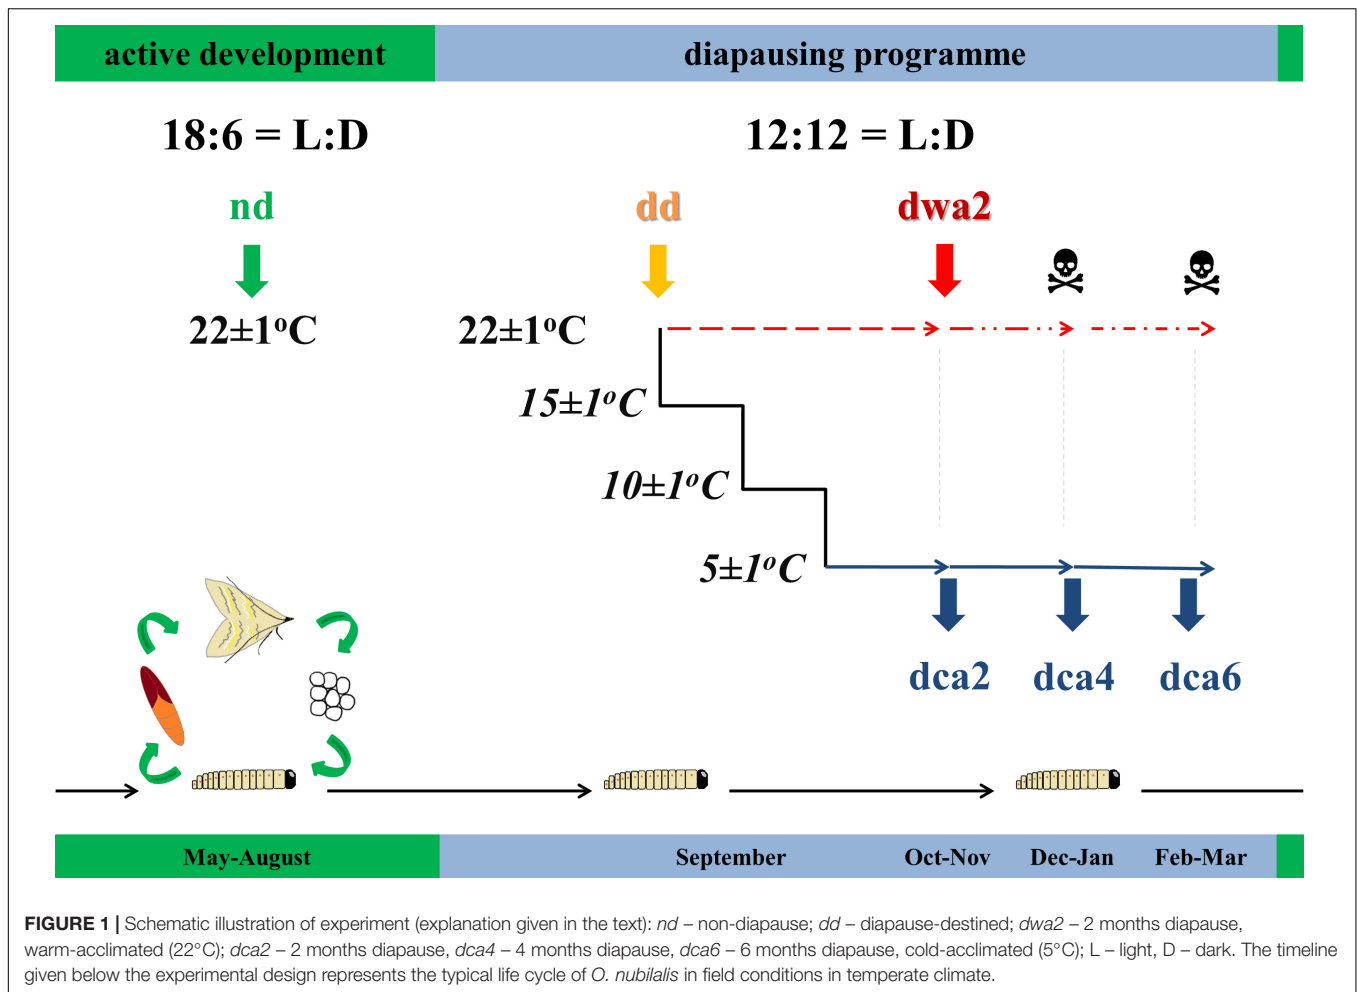 active development
diapausing programme
18:6 = L:D
12:12 = L:D
nd
dd
dwa2
22±1°C
22±1°C
15±1°C
10±1°C
5±1°C
dca2
dca4
dca6
May-August
September
Oct-Nov
Dec-Jan
Feb-Mar
FIGURE 1 | Schematic illustration of experiment (explanation given in the text): nd – non-diapause; dd – diapause-destined; dwa2 – 2 months diapause,
warm-acclimated (22°C); dca2 – 2 months diapause, dca4 – 4 months diapause, dca6 – 6 months diapause, cold-acclimated (5°C); L – light, D – dark. The timeline
given below the experimental design represents the typical life cycle of O. nubilalis in field conditions in temperate climate.